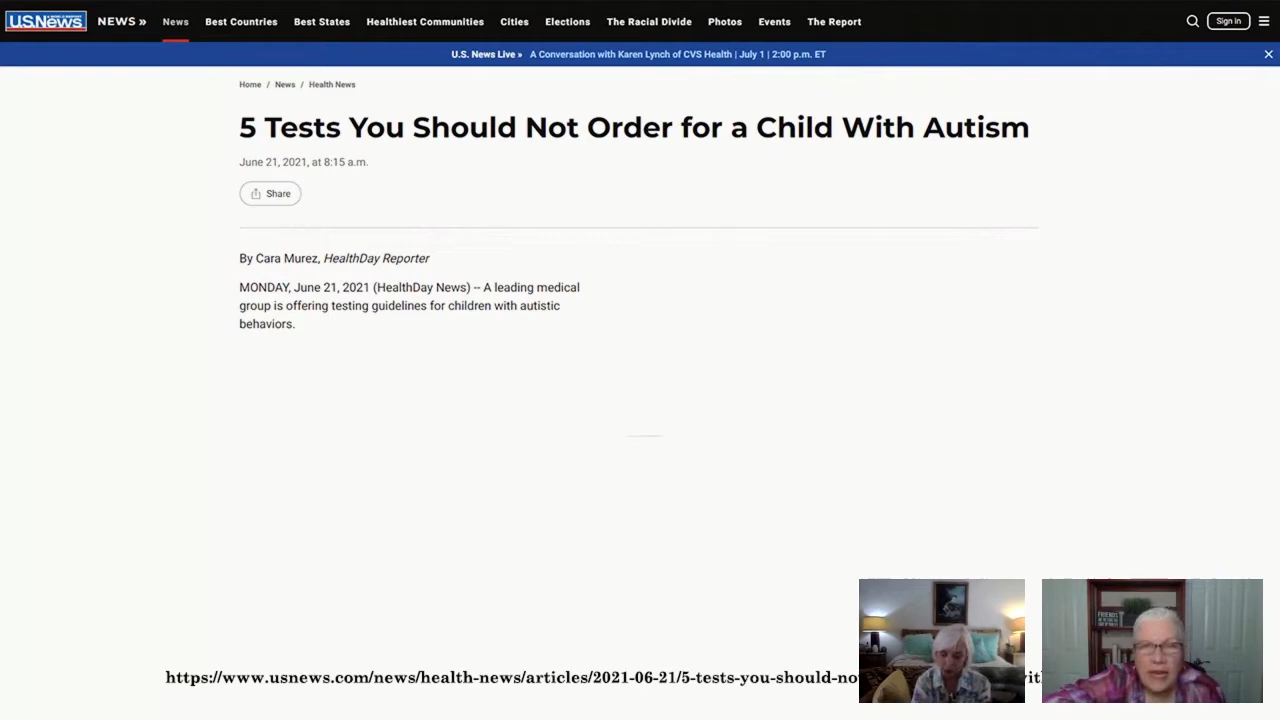 U.S.News
NEWS »
News
Best Countries
Best States
Healthiest Communities
Cities
Elections
The Racial Divide
Photos
Events
The Report
Sign in
U.S. News Live » A Conversation with Karen Lynch of CVS Health | July 1 | 2:00 p.m. ET
Home / News / Health News
5 Tests You Should Not Order for a Child With Autism
June 21, 2021, at 8:15 a.m.
Share
By Cara Murez, HealthDay Reporter
MONDAY, June 21, 2021 (HealthDay News) -- A leading medical
group is offering testing guidelines for children with autistic
behaviors.
FRIENDS
https://www.usnews.com/news/health-news/articles/2021-06-21/5-tests-you-should-no